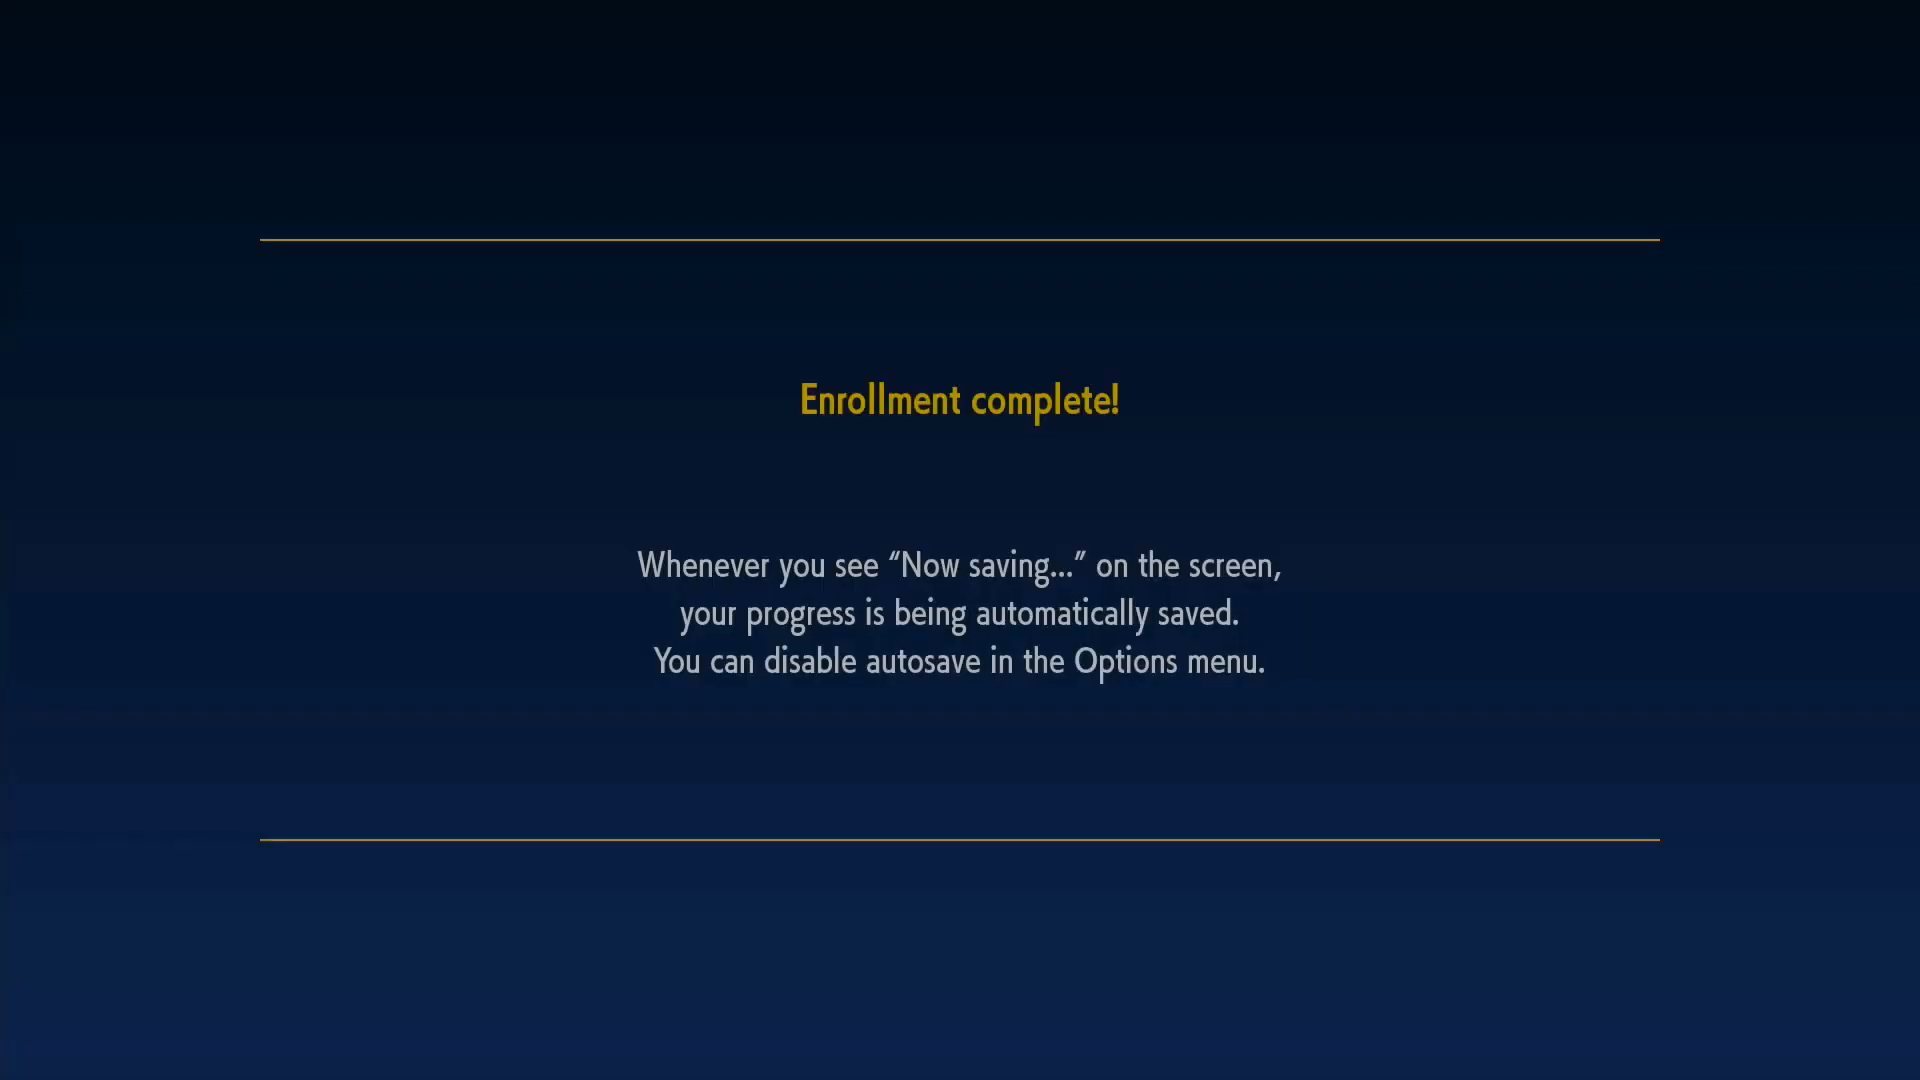 Enrollment complete!
Whenever you see “Now saving...” on the screen,
your progress is being automatically saved.
You can disable autosave in the Options menu.